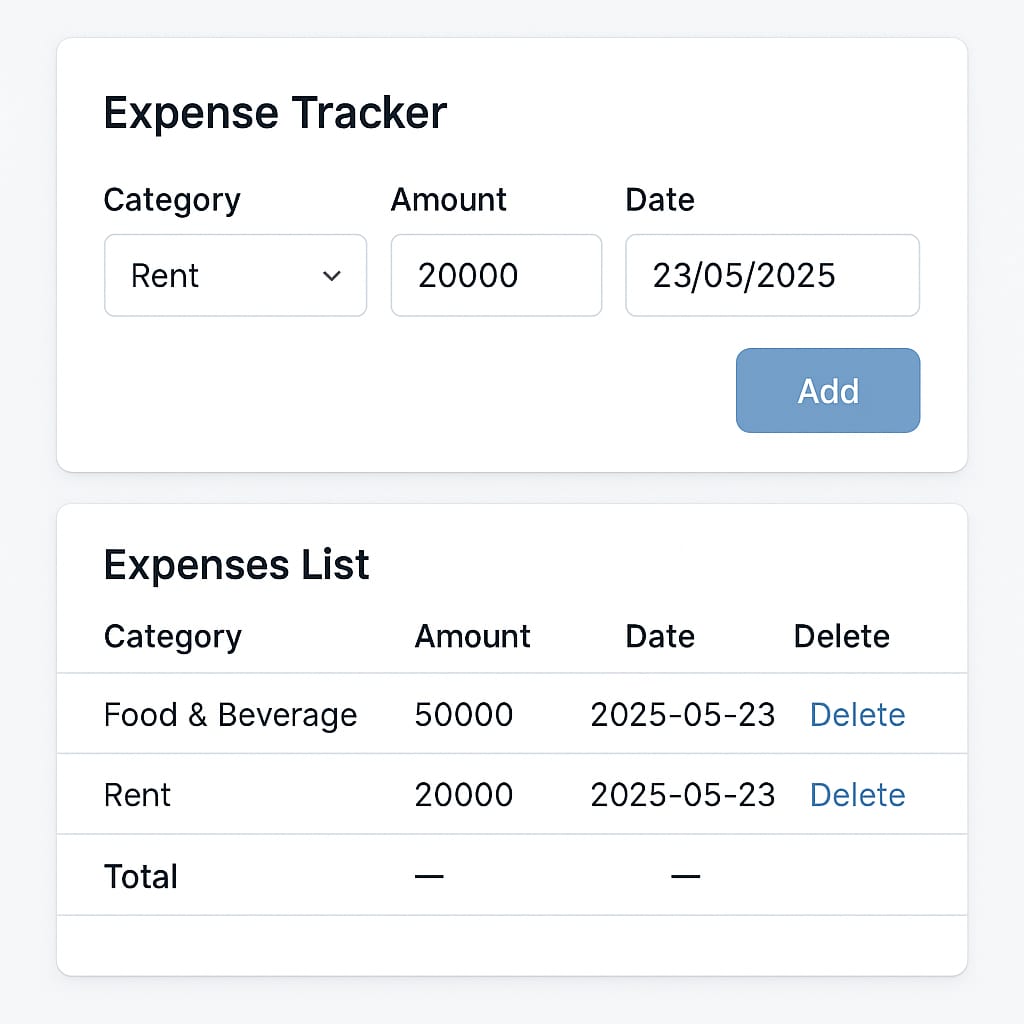 Expense Tracker
Category Amount Date
Rent 20000 23/05/2025
Add
Expenses List
Category Amount Date Delete
Food & Beverage 50000 2025-05-23 Delete
Rent 20000 2025-05-23 Delete
Total — —